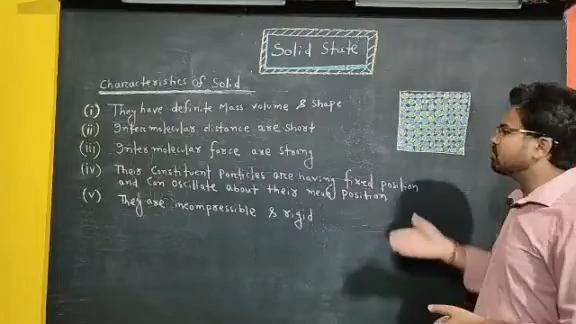 Solid State
Characteristics of Solid
(i) They have definite Mass volume & shape
(ii) Intermolecular distance are short
(iii) Intermolecular force are strong
(iv) Their Constituent Particles are having fixed position
and Can oscillate about their mean Position
(v) They are incompressible & rigid